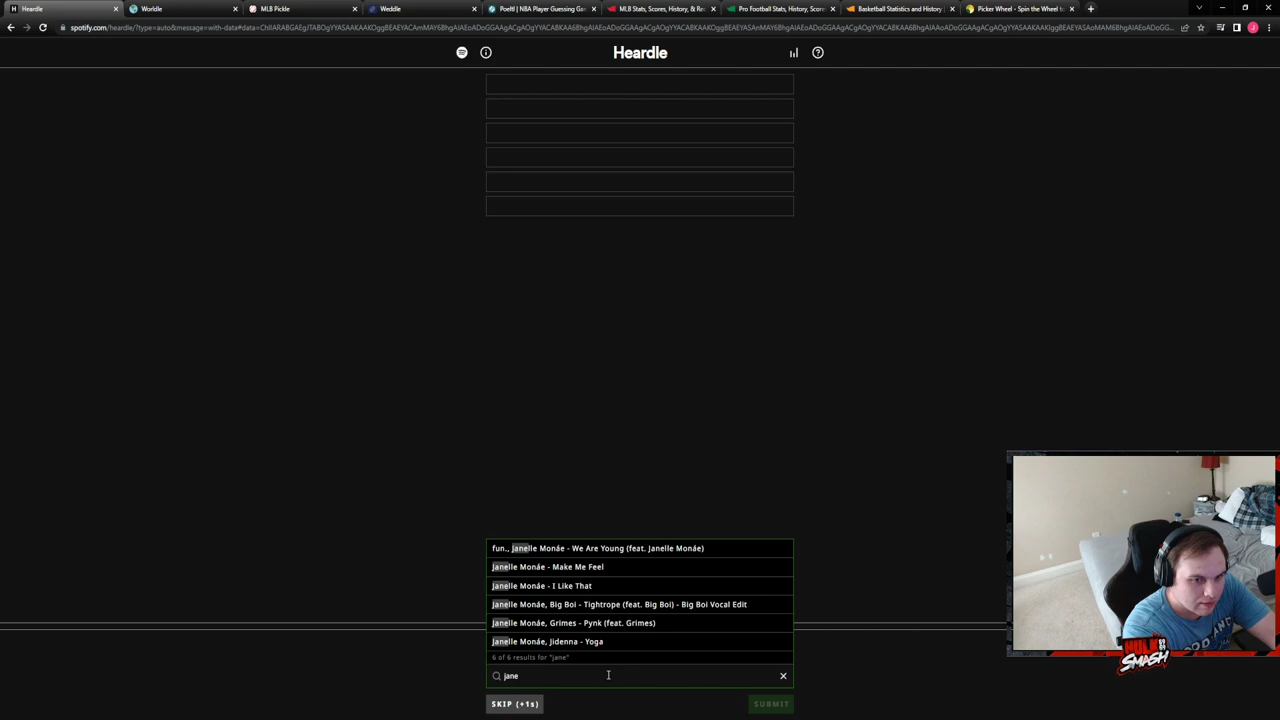 Heardle
Worldle
MLB Pickle
Weddle
Poeltl | NBA Player Guessing Gam
MLB Stats, Scores, History, & Rec
Pro Football Stats, History, Scores
Basketball Statistics and History
Picker Wheel - Spin the Wheel to
Heardle
fun., Janelle Monáe - We Are Young (feat. Janelle Monáe)
Janelle Monáe - Make Me Feel
Janelle Monáe - I Like That
Janelle Monáe, Big Boi - Tightrope (feat. Big Boi) - Big Boi Vocal Edit
Janelle Monáe, Grimes - Pynk (feat. Grimes)
Janelle Monáe, Jidenna - Yoga
6 of 6 results for "jane"
jane
SKIP (+1s)
SUBMIT
HULK
SMASH